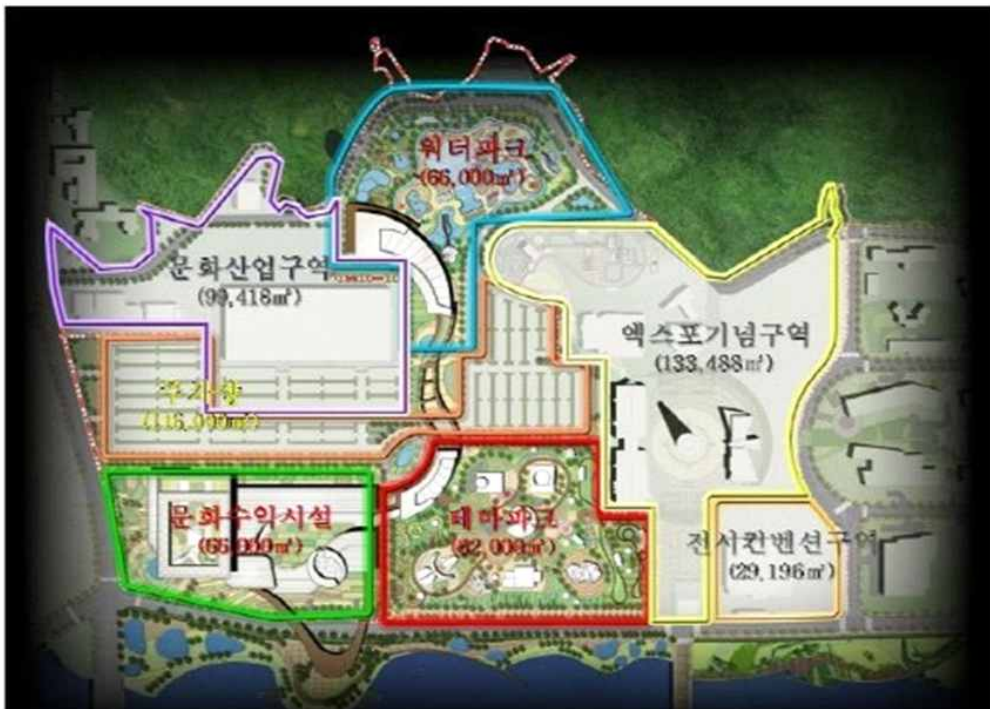 워터파크
(66,000㎡)
문화산업구역
(99,418㎡)
엑스포기념구역
(133,488㎡)
주차장
문화수익시설
(66,000㎡)
테마파크
전시컨벤션구역
(29,196㎡)